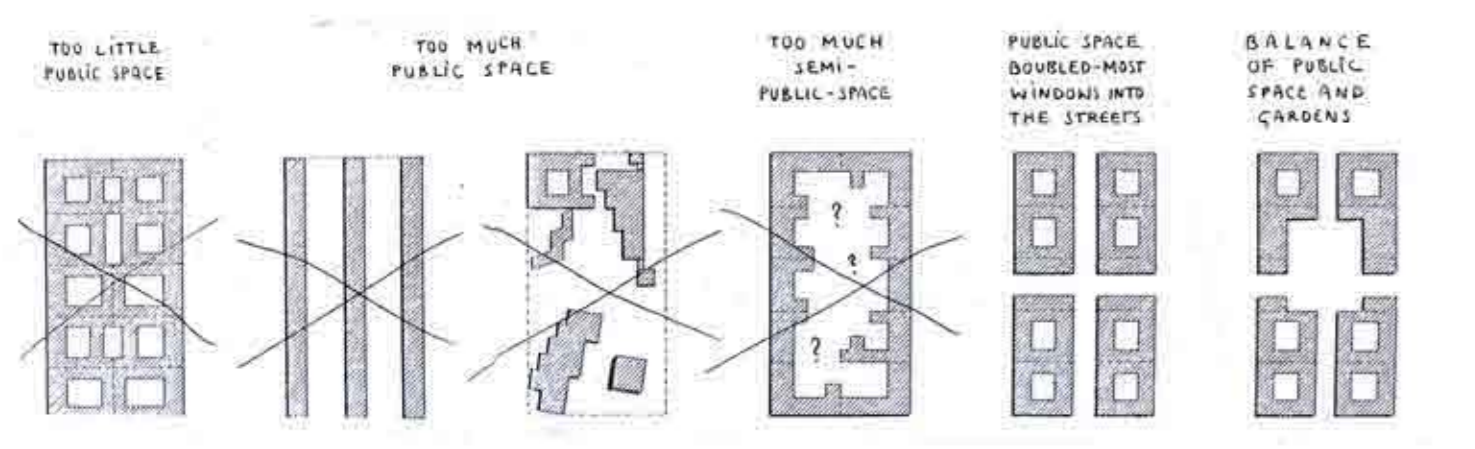 TOO LITTLE
PUBLIC SPACE
TOO MUCH
PUBLIC SPACE
TOO MUCH
SEMI-
PUBLIC-SPACE
PUBLIC SPACE
DOUBLED-MOST
WINDOWS INTO
THE STREETS
BALANCE
OF PUBLIC
SPACE AND
GARDENS
?
?
?